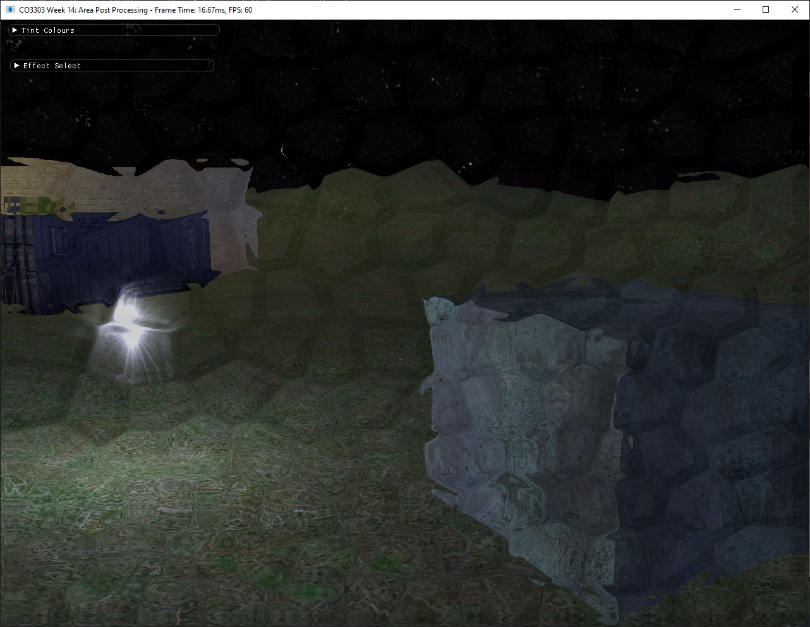 CO3303 Week 14: Area Post Processing - Frame Time: 16.67ms, FPS: 60
Tint Colours
Effect Select